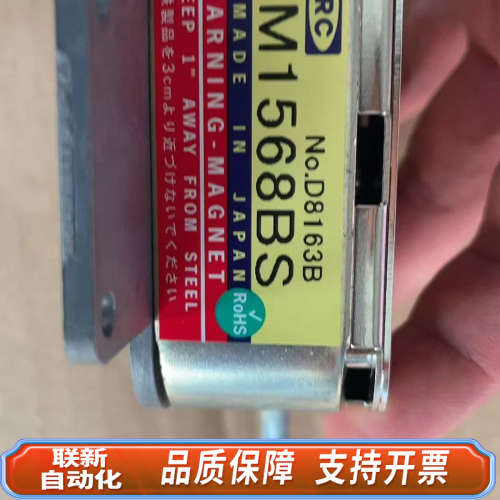 RC
M1568BS
No.D8163B
MADE IN JAPAN
RoHS
ARNING-MAGNET
EEP 1" AWAY FROM STEEL
製品を3cmより近づけないでください
联新
自动化
品质保障 支持开票